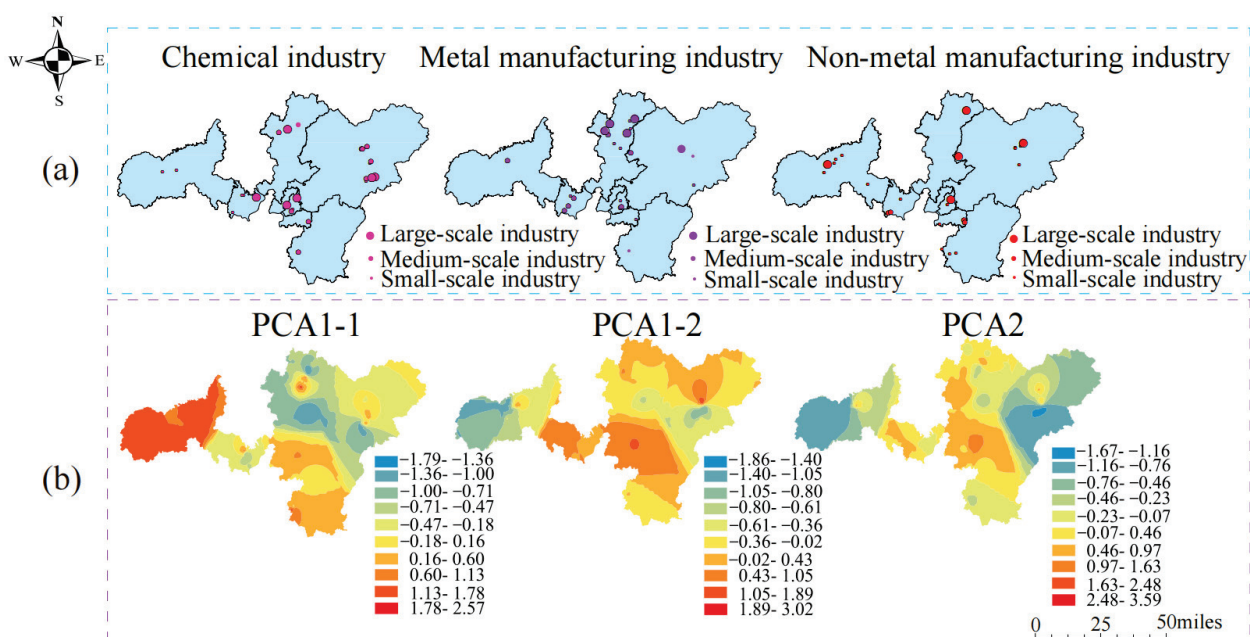 N
W E
S
Chemical industry Metal manufacturing industry Non-metal manufacturing industry
(a)
Large-scale industry
Medium-scale industry
Small-scale industry
Large-scale industry
Medium-scale industry
Small-scale industry
Large-scale industry
Medium-scale industry
Small-scale industry
PCA1-1 PCA1-2 PCA2
(b)
−1.79- −1.36
−1.36- −1.00
−1.00- −0.71
−0.71- −0.47
−0.47- −0.18
−0.18- 0.16
0.16- 0.60
0.60- 1.13
1.13- 1.78
1.78- 2.57
−1.86- −1.40
−1.40- −1.05
−1.05- −0.80
−0.80- −0.61
−0.61- −0.36
−0.36- −0.02
−0.02- 0.43
0.43- 1.05
1.05- 1.89
1.89- 3.02
−1.67- −1.16
−1.16- −0.76
−0.76- −0.46
−0.46- −0.23
−0.23- −0.07
−0.07- 0.46
0.46- 0.97
0.97- 1.63
1.63- 2.48
2.48- 3.59
0 25 50miles